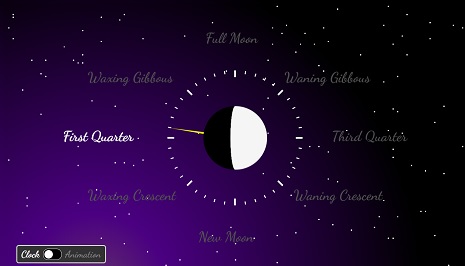 Full Moon
Waxing Gibbous
Waning Gibbous
First Quarter
Third Quarter
Waxing Crescent
Waning Crescent
New Moon
Clock Animation